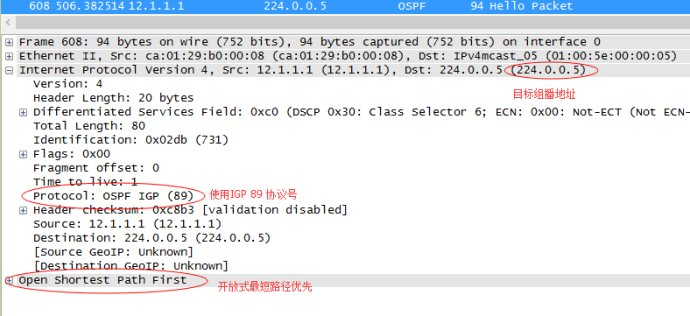 608 506.382514 12.1.1.1 224.0.0.5 OSPF 94 Hello Packet
Frame 608: 94 bytes on wire (752 bits), 94 bytes captured (752 bits) on interface 0
Ethernet II, Src: ca:01:29:b0:00:08 (ca:01:29:b0:00:08), Dst: IPv4mcast_05 (01:00:5e:00:00:05)
Internet Protocol Version 4, Src: 12.1.1.1 (12.1.1.1), Dst: 224.0.0.5 (224.0.0.5)
Version: 4
目标组播地址
Header Length: 20 bytes
Differentiated Services Field: 0xc0 (DSCP 0x30: Class Selector 6; ECN: 0x00: Not-ECT (Not ECN-
Total Length: 80
Identification: 0x02db (731)
Flags: 0x00
Fragment offset: 0
Time to live: 1
Protocol: OSPF IGP (89) 使用IGP 89 协议号
Header checksum: 0xc8b3 [validation disabled]
Source: 12.1.1.1 (12.1.1.1)
Destination: 224.0.0.5 (224.0.0.5)
[Source GeoIP: Unknown]
[Destination GeoIP: Unknown]
Open Shortest Path First 开放式最短路径优先